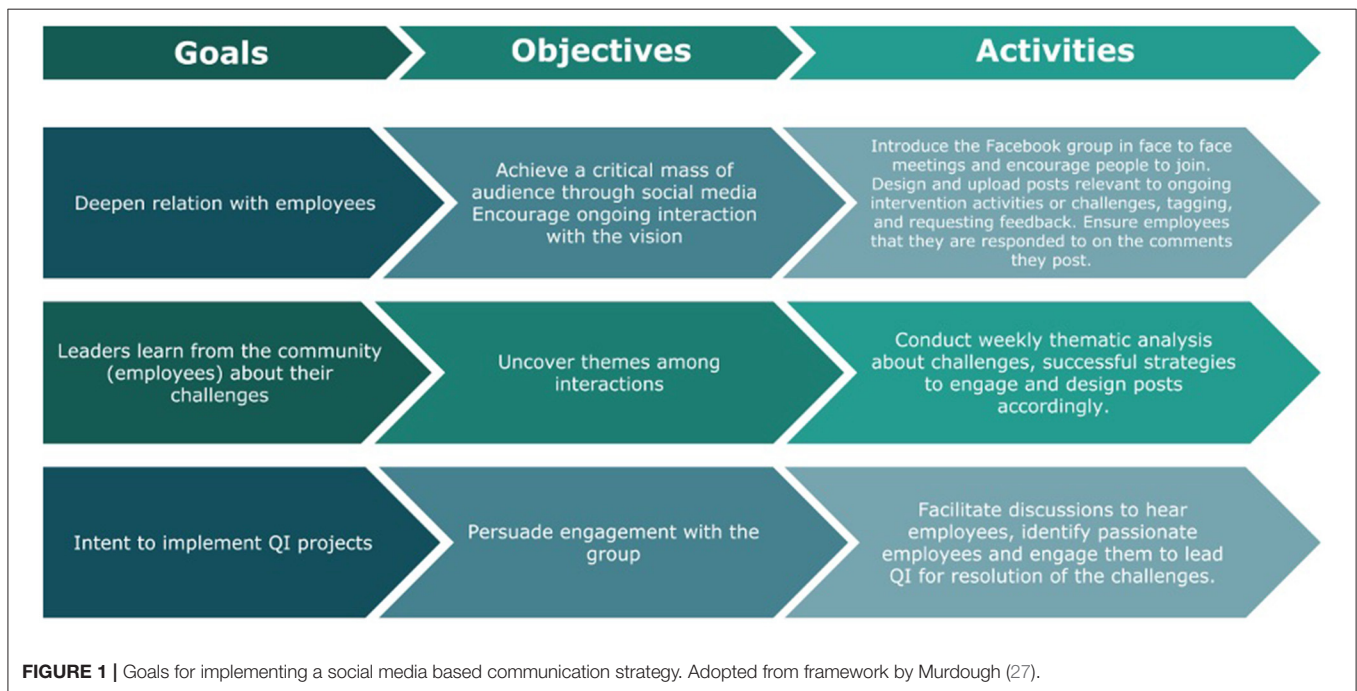 Goals
Objectives
Activities
Deepen relation with employees
Achieve a critical mass of
audience through social media
Encourage ongoing interaction
with the vision
Introduce the Facebook group in face to face
meetings and encourage people to join.
Design and upload posts relevant to ongoing
intervention activities or challenges, tagging,
and requesting feedback. Ensure employees
that they are responded to on the comments
they post.
Leaders learn from the community
(employees) about their
challenges
Uncover themes among
interactions
Conduct weekly thematic analysis
about challenges, successful strategies
to engage and design posts
accordingly.
Intent to implement QI projects
Persuade engagement with the
group
Facilitate discussions to hear
employees, identify passionate
employees and engage them to lead
QI for resolution of the challenges.
FIGURE 1 | Goals for implementing a social media based communication strategy. Adopted from framework by Murdough (27).